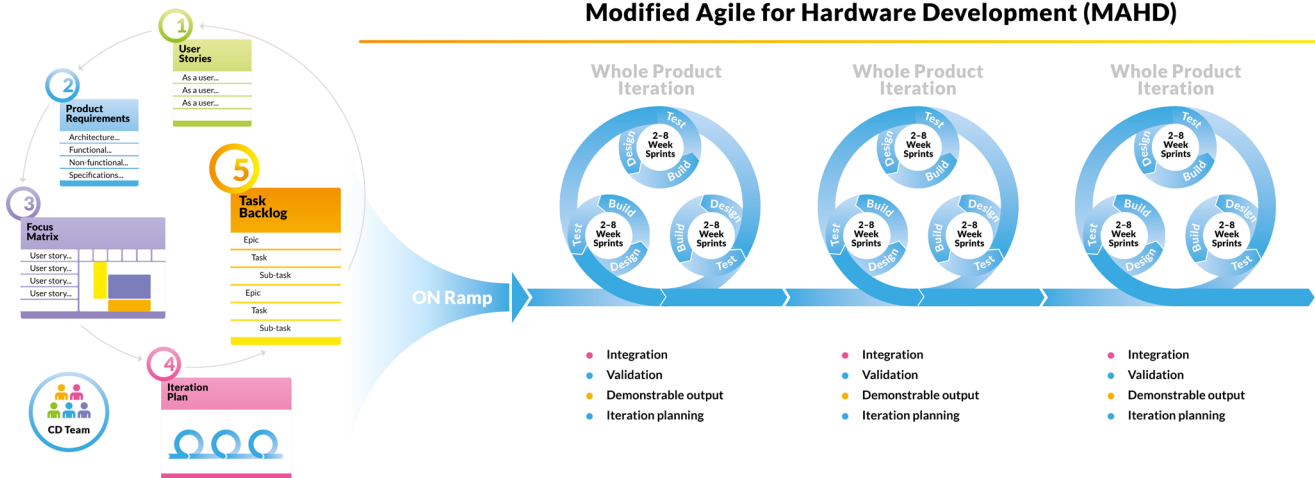 Modified Agile for Hardware Development (MAHD)
1
User
Stories
As a user...
As a user...
As a user...
2
Product
Requirements
Architecture...
Functional...
Non-functional...
Specifications...
3
Focus
Matrix
User story...
User story...
User story...
User story...
4
Iteration
Plan
5
Task
Backlog
Epic
Task
Sub-task
Epic
Task
Sub-task
CD Team
ON Ramp
Whole Product
Iteration
Design
Test
Build
2–8
Week
Sprints
Test
Build
Design
2–8
Week
Sprints
Build
Design
Test
2–8
Week
Sprints
Integration
Validation
Demonstrable output
Iteration planning
Whole Product
Iteration
Design
Test
Build
2–8
Week
Sprints
Test
Build
Design
2–8
Week
Sprints
Build
Design
Test
2–8
Week
Sprints
Integration
Validation
Demonstrable output
Iteration planning
Whole Product
Iteration
Design
Test
Build
2–8
Week
Sprints
Test
Build
Design
2–8
Week
Sprints
Build
Design
Test
2–8
Week
Sprints
Integration
Validation
Demonstrable output
Iteration planning